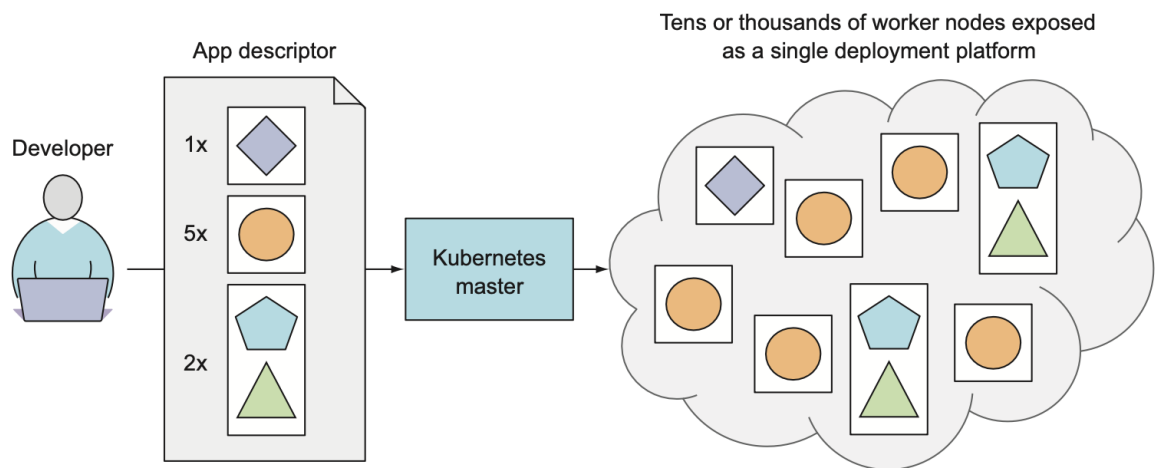 Tens or thousands of worker nodes exposed
as a single deployment platform
App descriptor
Developer
1x
5x
2x
Kubernetes
master